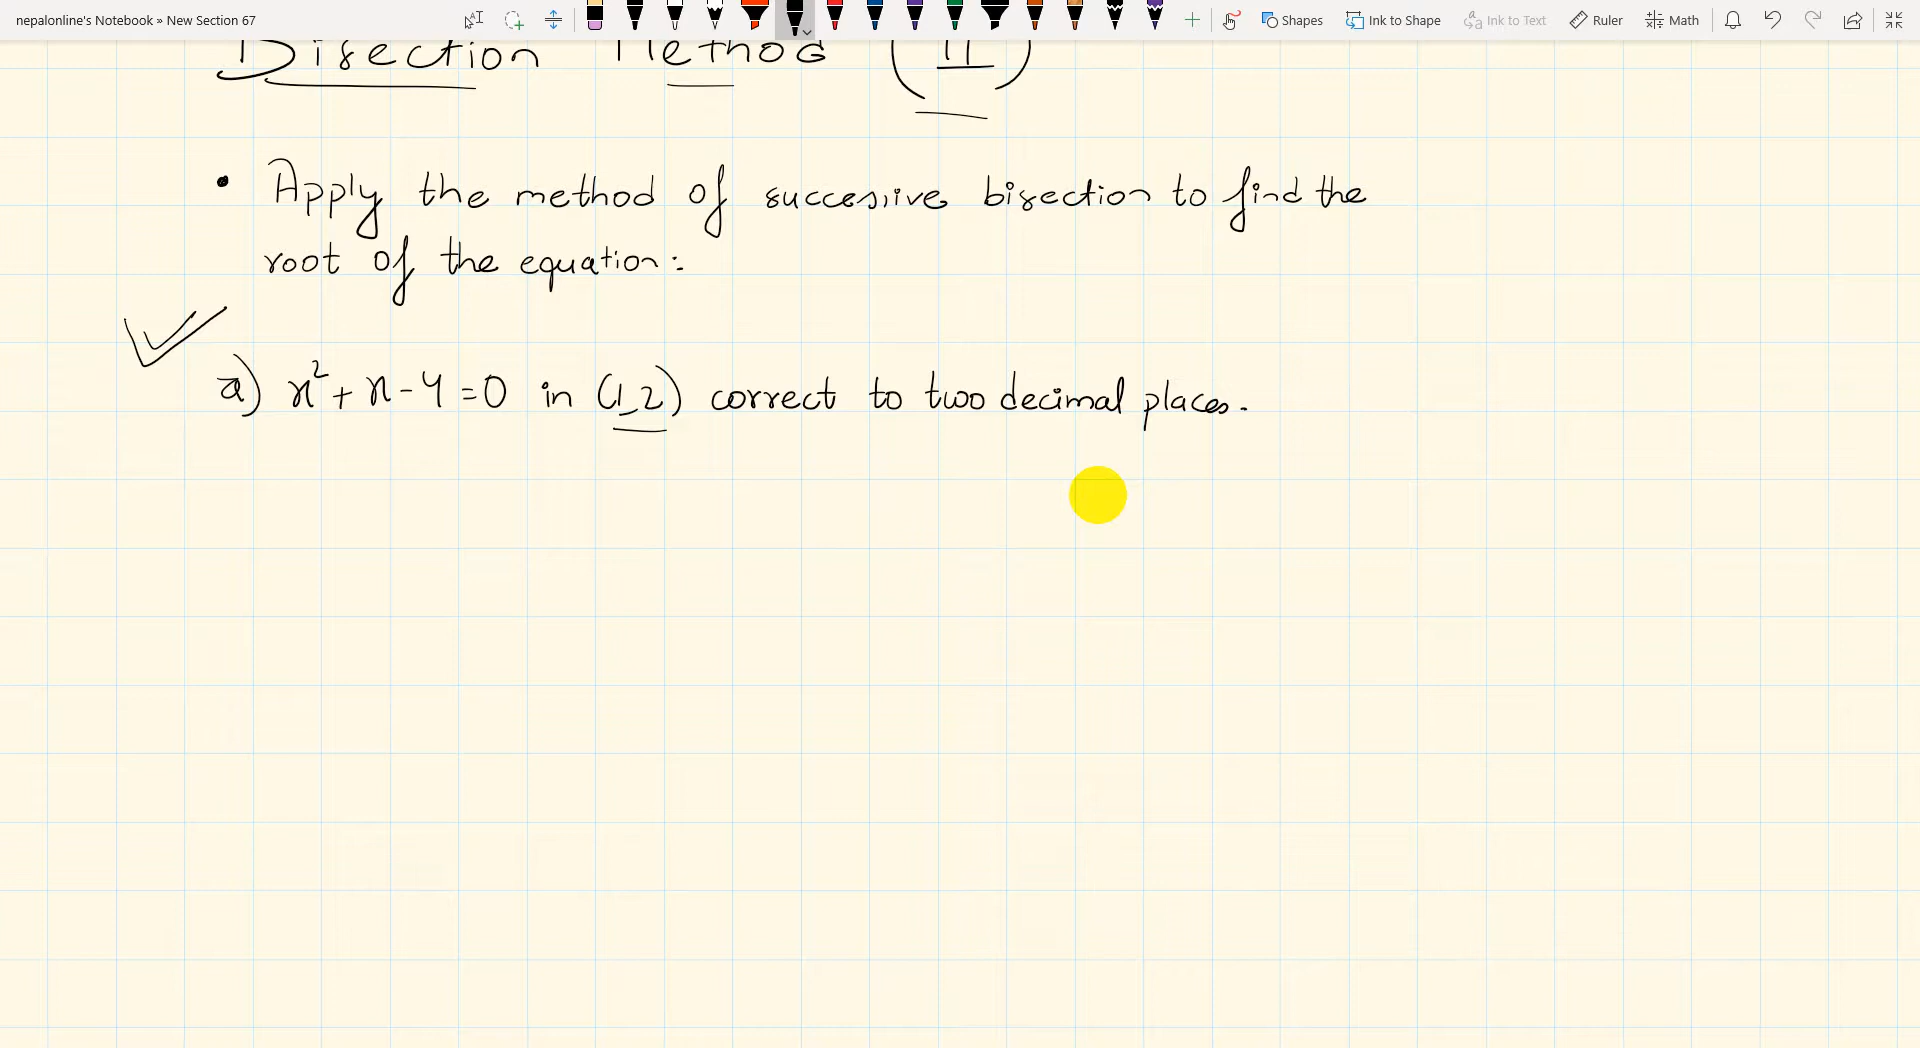 nepalonline's Notebook » New Section 67
Shapes Ink to Shape Ink to Text Ruler Math
Bisection Method (II)
• Apply the method of successive bisection to find the
root of the equation:
a) x² + x - 4 = 0 in (1,2) correct to two decimal places.